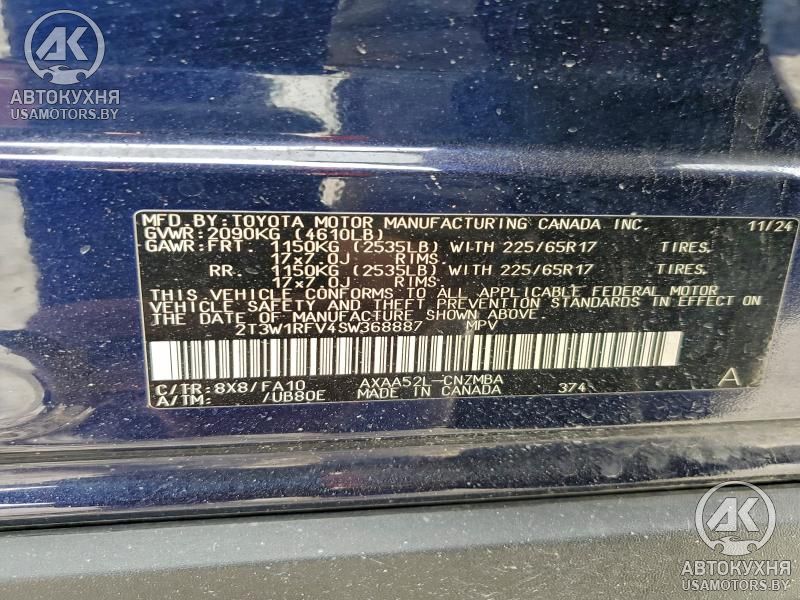 AK
АВТОКУХНЯ
USAMOTORS.BY
MFD. BY: TOYOTA MOTOR MANUFACTURING CANADA INC. 11/24
GVWR: 2090KG (4610LB)
GAWR: FRT. 1150KG (2535LB) WITH 225/65R17 TIRES,
17x7.0J RIMS.
RR. 1150KG (2535LB) WITH 225/65R17 TIRES,
17x7.0J RIMS.
THIS VEHICLE CONFORMS TO ALL APPLICABLE FEDERAL MOTOR
VEHICLE SAFETY AND THEFT PREVENTION STANDARDS IN EFFECT ON
THE DATE OF MANUFACTURE SHOWN ABOVE.
2T3W1RFV4SW368887 MPV
C/TR: 8X8/FA10 AXAA52L-CNZMBA A
A/TM: /UB80E MADE IN CANADA 374
AK
АВТОКУХНЯ
USAMOTORS.BY